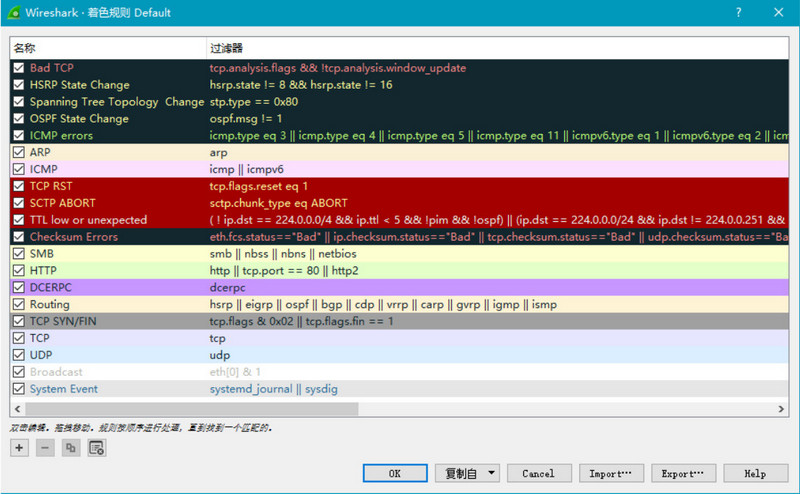 Wireshark · 着色规则 Default
名称 过滤器
Bad TCP tcp.analysis.flags && !tcp.analysis.window_update
HSRP State Change hsrp.state != 8 && hsrp.state != 16
Spanning Tree Topology Change stp.type == 0x80
OSPF State Change ospf.msg != 1
ICMP errors icmp.type eq 3 || icmp.type eq 4 || icmp.type eq 5 || icmp.type eq 11 || icmpv6.type eq 1 || icmpv6.type eq 2 || icm
ARP arp
ICMP icmp || icmpv6
TCP RST tcp.flags.reset eq 1
SCTP ABORT sctp.chunk_type eq ABORT
TTL low or unexpected ( ! ip.dst == 224.0.0.0/4 && ip.ttl < 5 && !pim && !ospf) || (ip.dst == 224.0.0.0/24 && ip.dst != 224.0.0.251 &&
Checksum Errors eth.fcs.status=="Bad" || ip.checksum.status=="Bad" || tcp.checksum.status=="Bad" || udp.checksum.status=="Ba
SMB smb || nbss || nbns || netbios
HTTP http || tcp.port == 80 || http2
DCERPC dcerpc
Routing hsrp || eigrp || ospf || bgp || cdp || vrrp || carp || gvrp || igmp || ismp
TCP SYN/FIN tcp.flags & 0x02 || tcp.flags.fin == 1
TCP tcp
UDP udp
Broadcast eth[0] & 1
System Event systemd_journal || sysdig
双击编辑。拖拽移动。规则按顺序进行处理,直到找到一个匹配的。
OK 复制自 Cancel Import… Export… Help